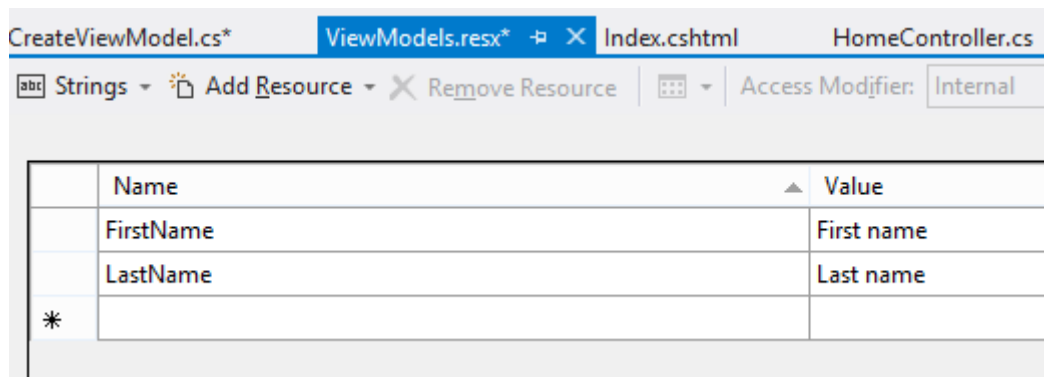 CreateViewModel.cs* ViewModels.resx* Index.cshtml HomeController.cs
abc Strings Add Resource Remove Resource Access Modifier: Internal
Name Value
FirstName First name
LastName Last name
*